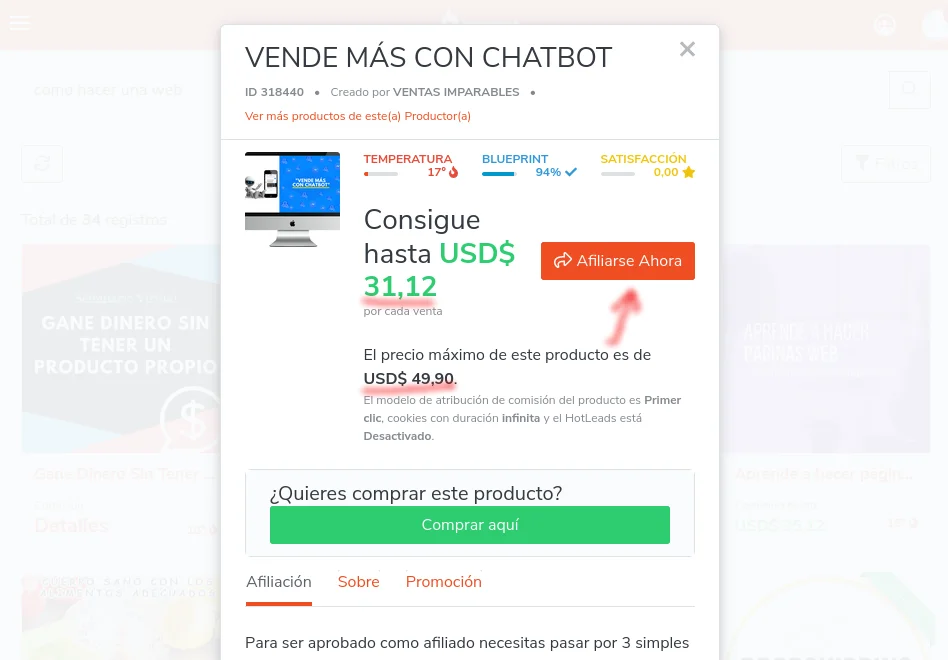 VENDE MÁS CON CHATBOT
ID 318440 • Creado por VENTAS IMPARABLES •
Ver más productos de este(a) Productor(a)
TEMPERATURA
17°
BLUEPRINT
94%
SATISFACCIÓN
0,00
"VENDE MÁS
CON CHATBOT"
Consigue
hasta USD$
31,12
por cada venta
Afiliarse Ahora
El precio máximo de este producto es de
USD$ 49,90.
El modelo de atribución de comisión del producto es Primer
clic, cookies con duración infinita y el HotLeads está
Desactivado.
¿Quieres comprar este producto?
Comprar aquí
Afiliación
Sobre
Promoción
Para ser aprobado como afiliado necesitas pasar por 3 simples
como hacer una web
Filtros
Total de 34 registros
GANE DINERO SIN
TENER UN
PRODUCTO PROPIO
Gane Dinero Sin Tener ...
Detalles
APRENDE A HACER
PAGINAS WEB
Aprende a hacer págin...